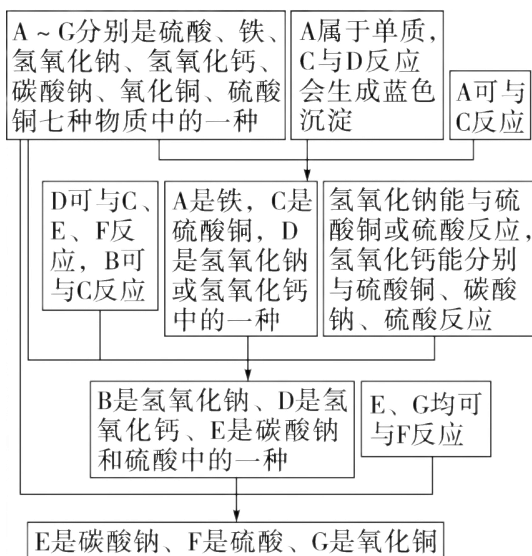 A～G分别是硫酸、铁、
氢氧化钠、氢氧化钙、
碳酸钠、氧化铜、硫酸
铜七种物质中的一种
A属于单质，
C与D反应
会生成蓝色
沉淀
A可与
C反应
D可与C、
E、F反
应，B可
与C反应
A是铁，C是
硫酸铜，D
是氢氧化钠
或氢氧化钙
中的一种
氢氧化钠能与硫
酸铜或硫酸反应，
氢氧化钙能分别
与硫酸铜、碳酸
钠、硫酸反应
B是氢氧化钠、D是氢
氧化钙、E是碳酸钠
和硫酸中的一种
E、G均可
与F反应
E是碳酸钠、F是硫酸、G是氧化铜